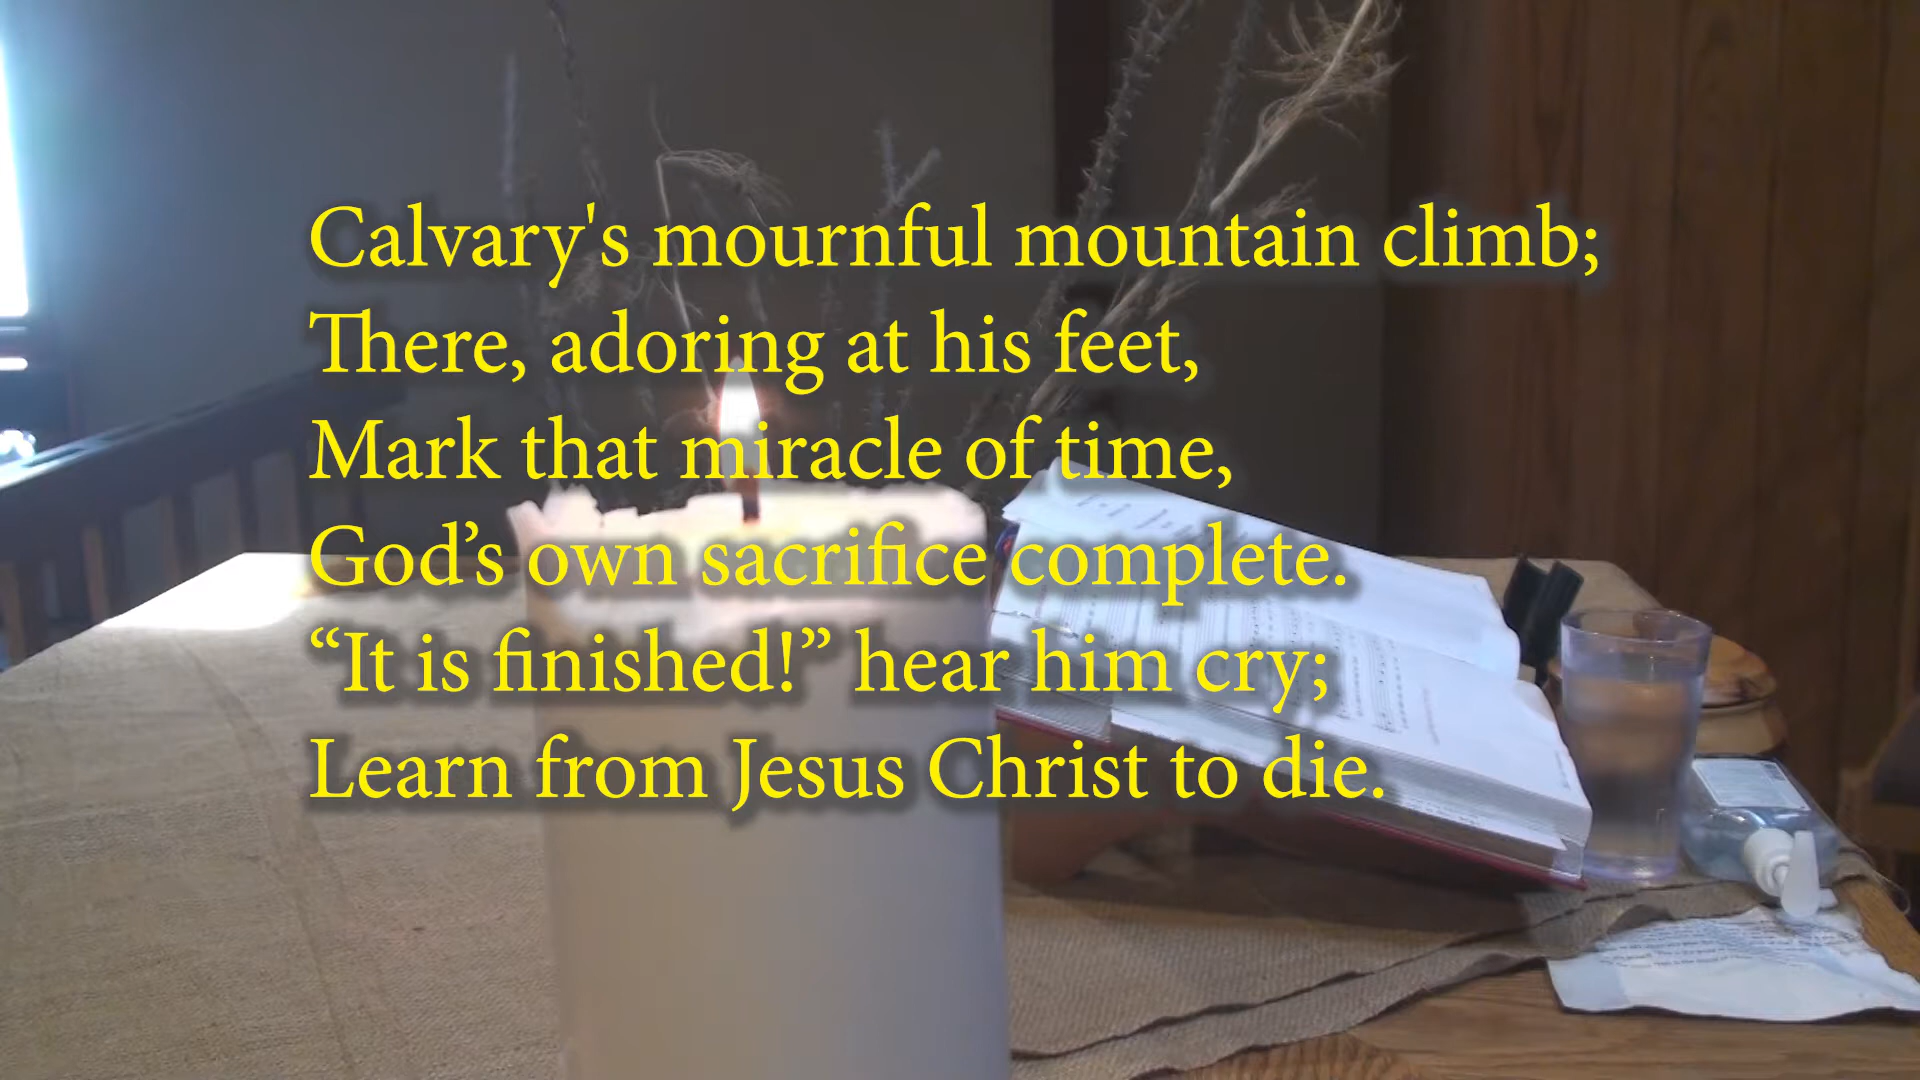 Calvary's mournful mountain climb;
There, adoring at his feet,
Mark that miracle of time,
God’s own sacrifice complete.
“It is finished!” hear him cry;
Learn from Jesus Christ to die.